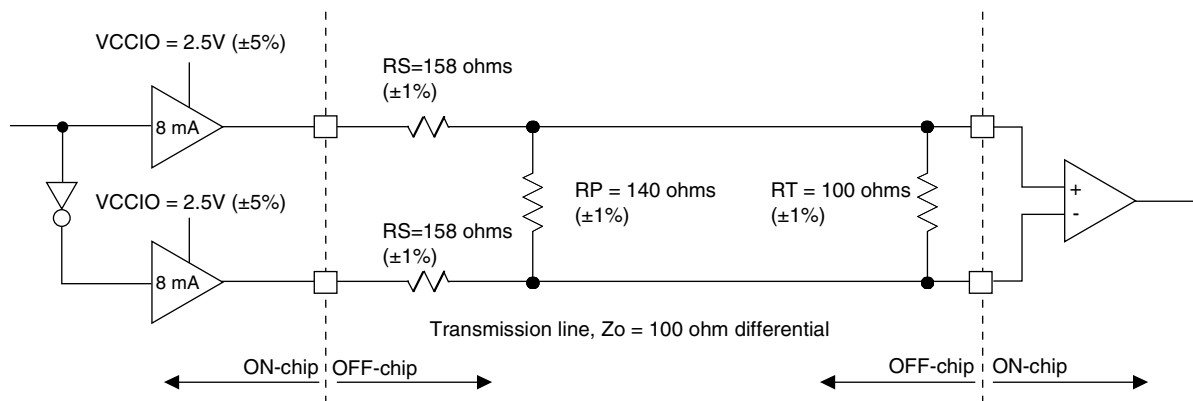 VCCIO = 2.5V (±5%)
8 mA
RS=158 ohms
(±1%)
VCCIO = 2.5V (±5%)
8 mA
RS=158 ohms
(±1%)
RP = 140 ohms
(±1%)
RT = 100 ohms
(±1%)
+
-
Transmission line, Zo = 100 ohm differential
ON-chip
OFF-chip
OFF-chip
ON-chip